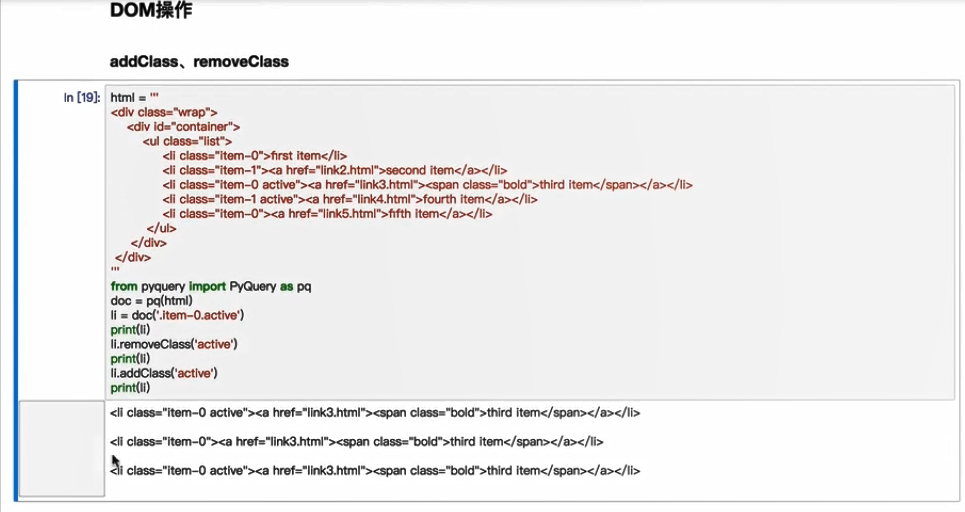 DOM操作
addClass、removeClass
In [19]: html = '''
<div class="wrap">
    <div id="container">
        <ul class="list">
             <li class="item-0">first item</li>
             <li class="item-1"><a href="link2.html">second item</a></li>
             <li class="item-0 active"><a href="link3.html"><span class="bold">third item</span></a></li>
             <li class="item-1 active"><a href="link4.html">fourth item</a></li>
             <li class="item-0"><a href="link5.html">fifth item</a></li>
         </ul>
     </div>
 </div>
'''
from pyquery import PyQuery as pq
doc = pq(html)
li = doc('.item-0.active')
print(li)
li.removeClass('active')
print(li)
li.addClass('active')
print(li)
<li class="item-0 active"><a href="link3.html"><span class="bold">third item</span></a></li>
<li class="item-0"><a href="link3.html"><span class="bold">third item</span></a></li>
<li class="item-0 active"><a href="link3.html"><span class="bold">third item</span></a></li>